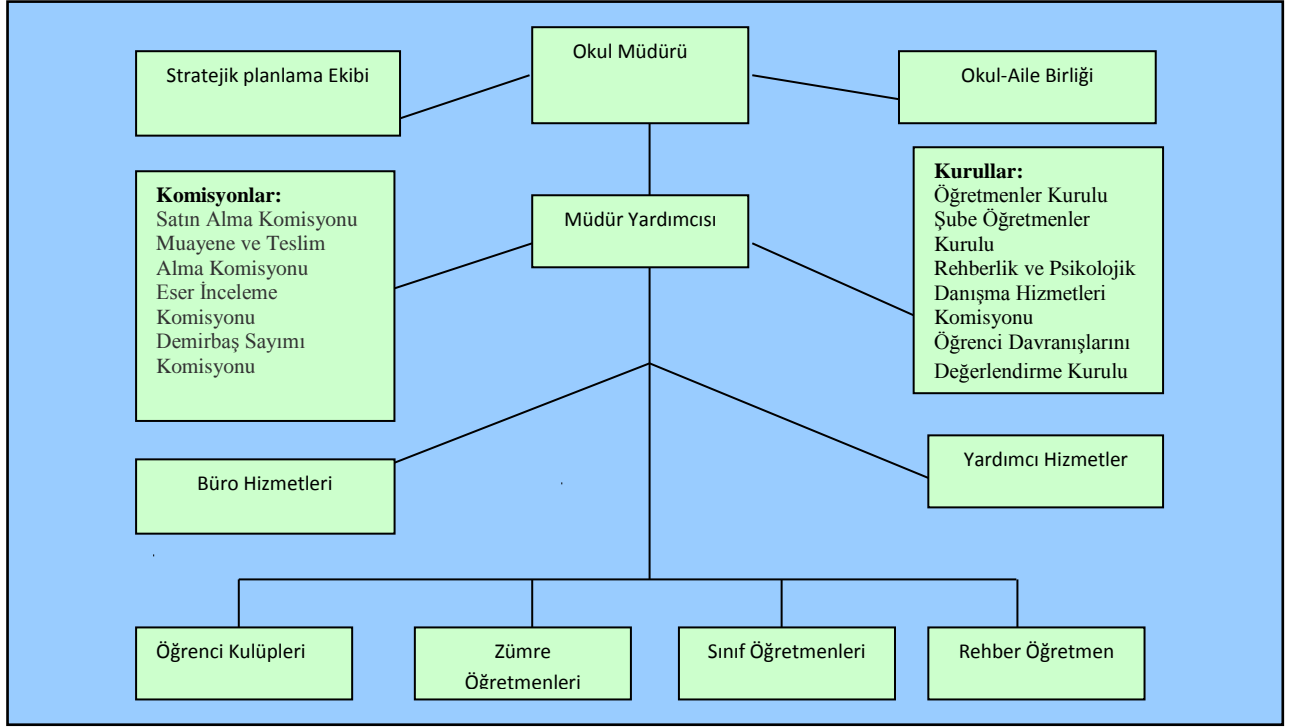 Okul Müdürü
Stratejik planlama Ekibi
Okul-Aile Birliği
Komisyonlar:
Satın Alma Komisyonu
Muayene ve Teslim
Alma Komisyonu
Eser İnceleme
Komisyonu
Demirbaş Sayımı
Komisyonu
Müdür Yardımcısı
Kurullar:
Öğretmenler Kurulu
Şube Öğretmenler
Kurulu
Rehberlik ve Psikolojik
Danışma Hizmetleri
Komisyonu
Öğrenci Davranışlarını
Değerlendirme Kurulu
Büro Hizmetleri
Yardımcı Hizmetler
Öğrenci Kulüpleri
Zümre
Öğretmenleri
Sınıf Öğretmenleri
Rehber Öğretmen